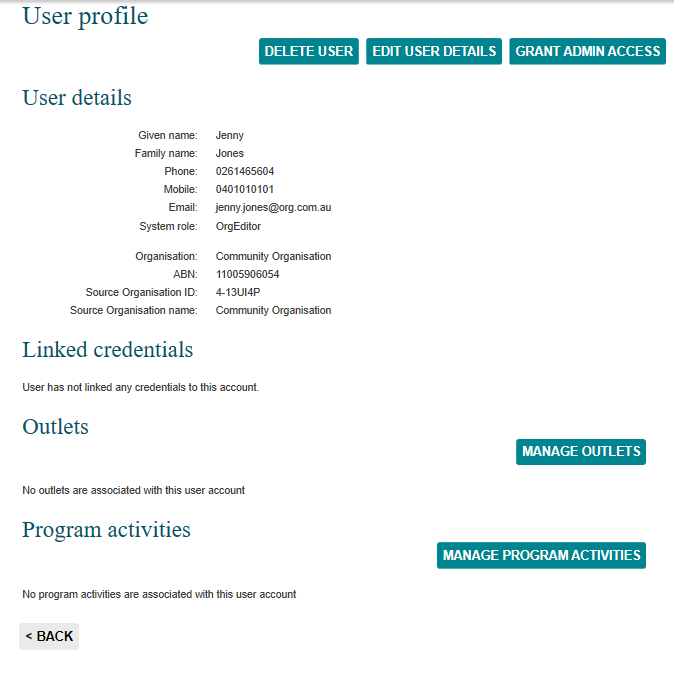 User profile
DELETE USER EDIT USER DETAILS GRANT ADMIN ACCESS
User details
Given name: Jenny
Family name: Jones
Phone: 0261465604
Mobile: 0401010101
Email: jenny.jones@org.com.au
System role: OrgEditor
Organisation: Community Organisation
ABN: 11005906054
Source Organisation ID: 4-13UI4P
Source Organisation name: Community Organisation
Linked credentials
User has not linked any credentials to this account.
Outlets
MANAGE OUTLETS
No outlets are associated with this user account
Program activities
MANAGE PROGRAM ACTIVITIES
No program activities are associated with this user account
< BACK